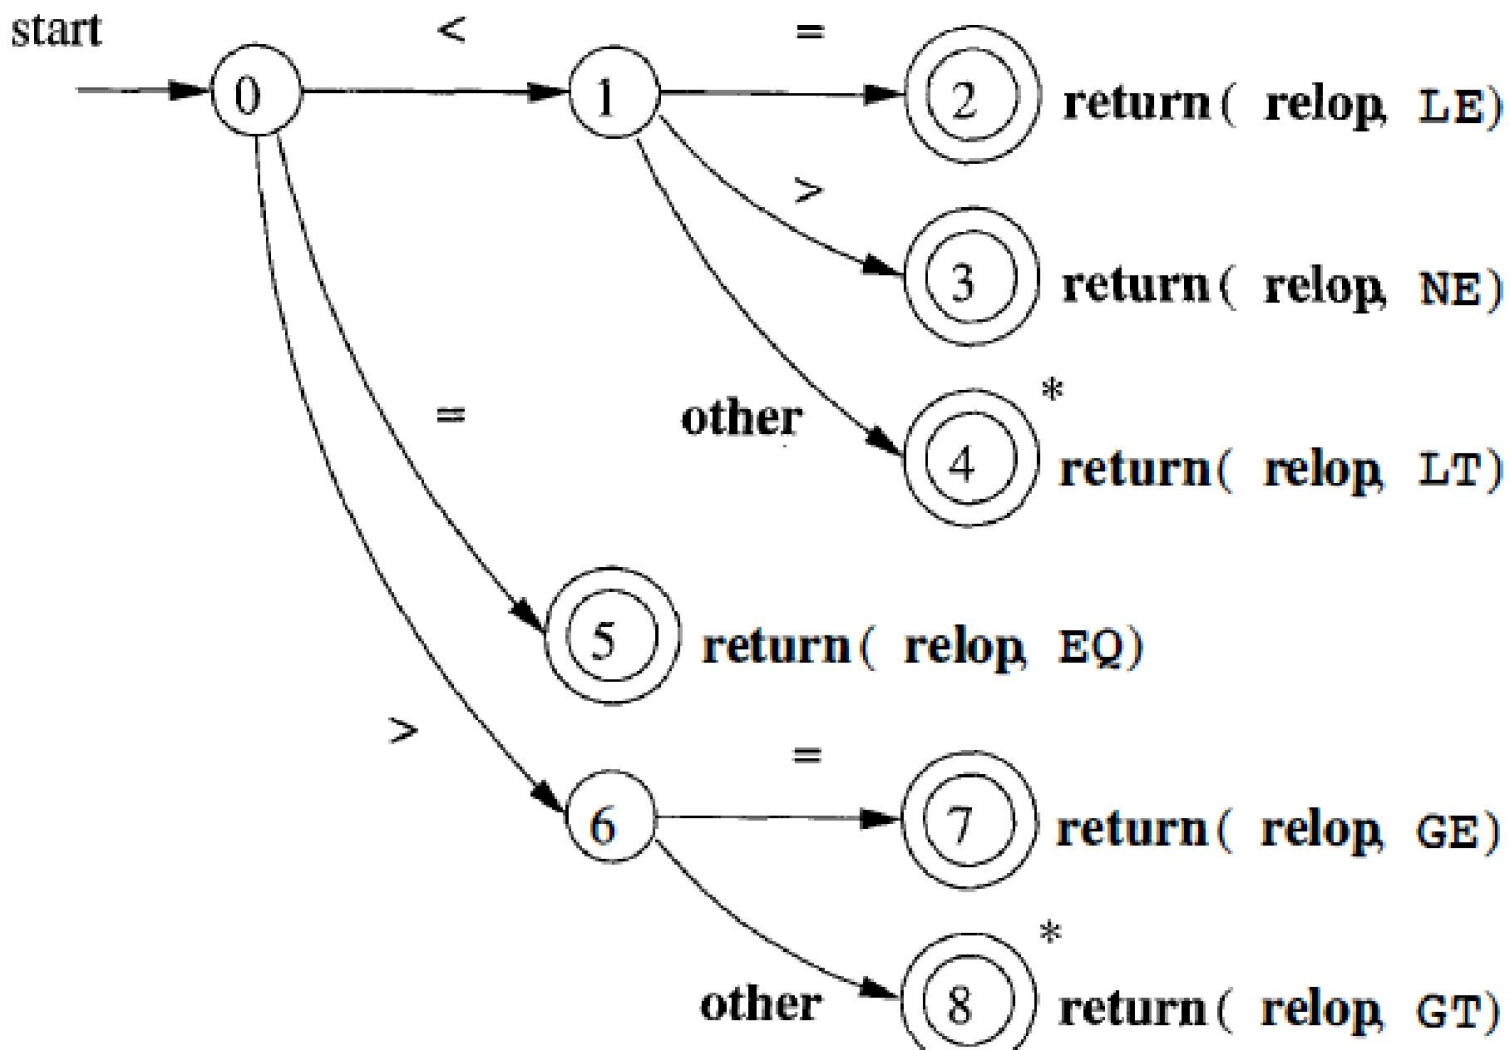 start
<
=
0
1
2
return( relop, LE)
>
3
return( relop, NE)
*
=
other
4
return( relop, LT)
5
return( relop, EQ)
>
=
6
7
return( relop, GE)
*
other
8
return( relop, GT)